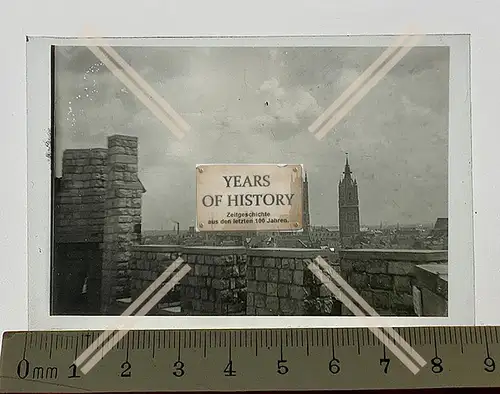 YEARS
OF HISTORY
Zeitgeschichte
aus den letzten 100 Jahren.
0mm 1 2 3 4 5 6 7 8 9